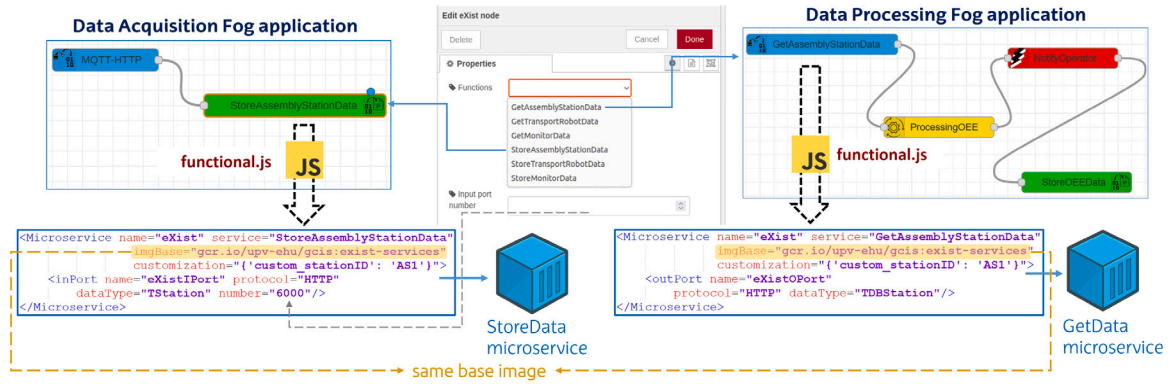 Data Acquisition Fog application
MQTT-HTTP
StoreAssemblyStationData
functional.js
JS
Edit eXist node
Delete
Cancel
Done
Properties
Functions
GetAssemblyStationData
GetTransportRobotData
GetMonitorData
StoreAssemblyStationData
StoreTransportRobotData
StoreMonitorData
Input port
number
Data Processing Fog application
GetAssemblyStationData
NotifyOperator
ProcessingOEE
StoreOEEData
JS
functional.js
<Microservice name="eXist" service="StoreAssemblyStationData"
imgBase="gcr.io/upv-ehu/gcis:exist-services"
customization="{'custom_stationID': 'AS1'}">
<inPort name="eXistIPort" protocol="HTTP"
dataType="TStation" number="6000"/>
</Microservice>
StoreData
microservice
<Microservice name="eXist" service="GetAssemblyStationData"
imgBase="gcr.io/upv-ehu/gcis:exist-services"
customization="{'custom_stationID': 'AS1'}">
<outPort name="eXistOPort"
protocol="HTTP" dataType="TDBStation"/>
</Microservice>
GetData
microservice
same base image